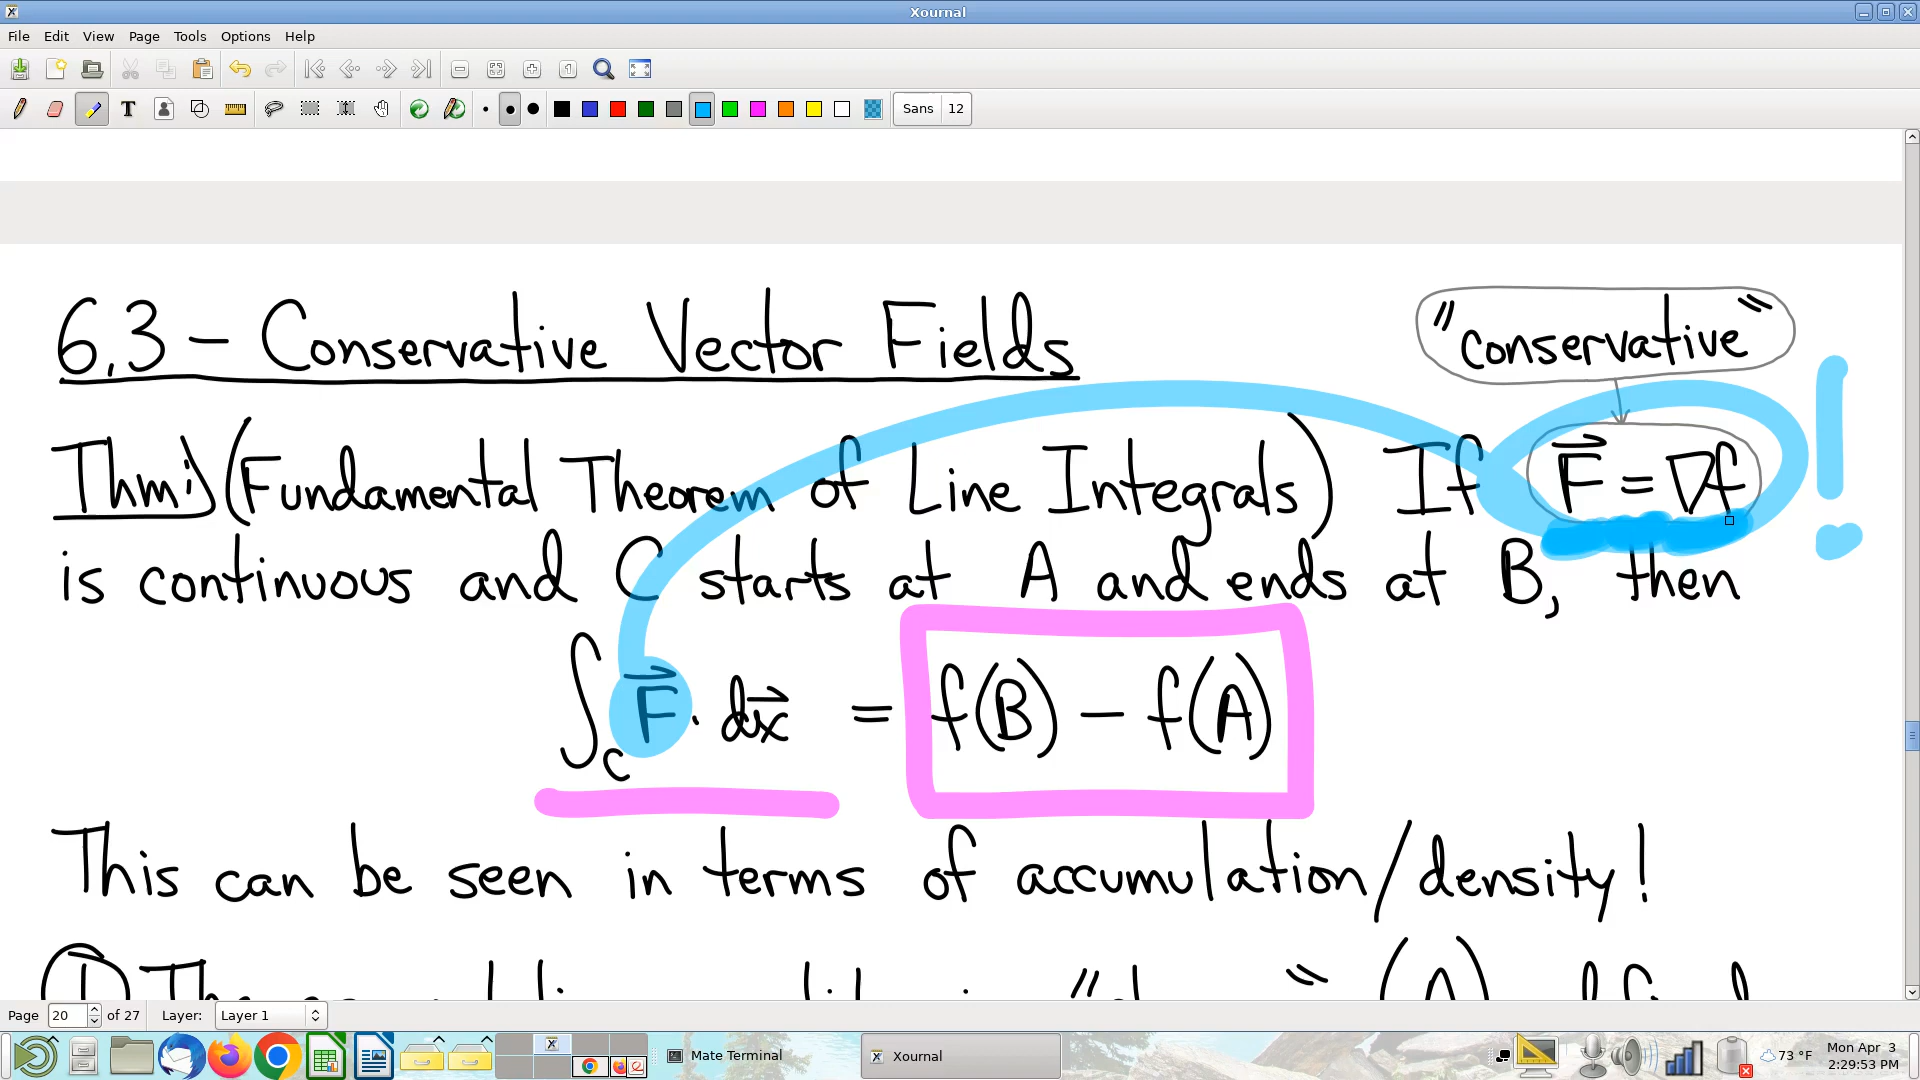 Xournal
File Edit View Page Tools Options Help
Sans 12
6.3 - Conservative Vector Fields
"conservative"
Thm: (Fundamental Theorem of Line Integrals) If F⃗ = ∇f
is continuous and C starts at A and ends at B, then
∫_C F⃗ · dx⃗ = f(B) - f(A)
This can be seen in terms of accumulation/density!
Page 20 of 27 Layer: Layer 1
Mate Terminal
Xournal
73 °F
Mon Apr 3
2:29:53 PM